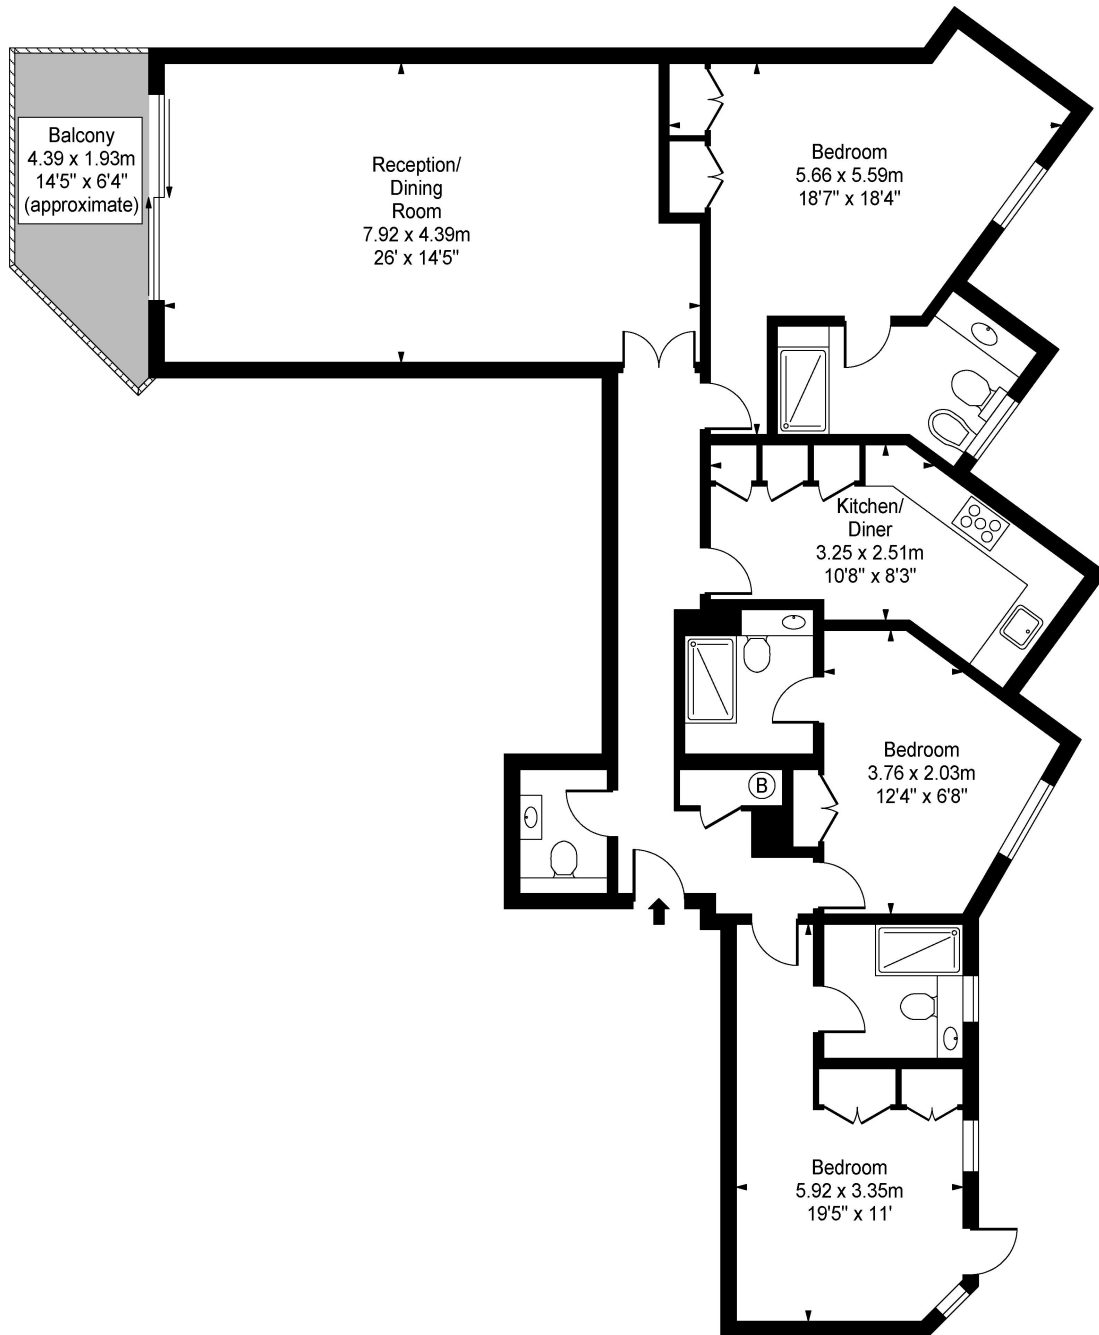 Balcony
4.39 x 1.93m
14'5" x 6'4"
(approximate)
Reception/
Dining
Room
7.92 x 4.39m
26' x 14'5"
Bedroom
5.66 x 5.59m
18'7" x 18'4"
Kitchen/
Diner
3.25 x 2.51m
10'8" x 8'3"
Bedroom
3.76 x 2.03m
12'4" x 6'8"
B
Bedroom
5.92 x 3.35m
19'5" x 11'